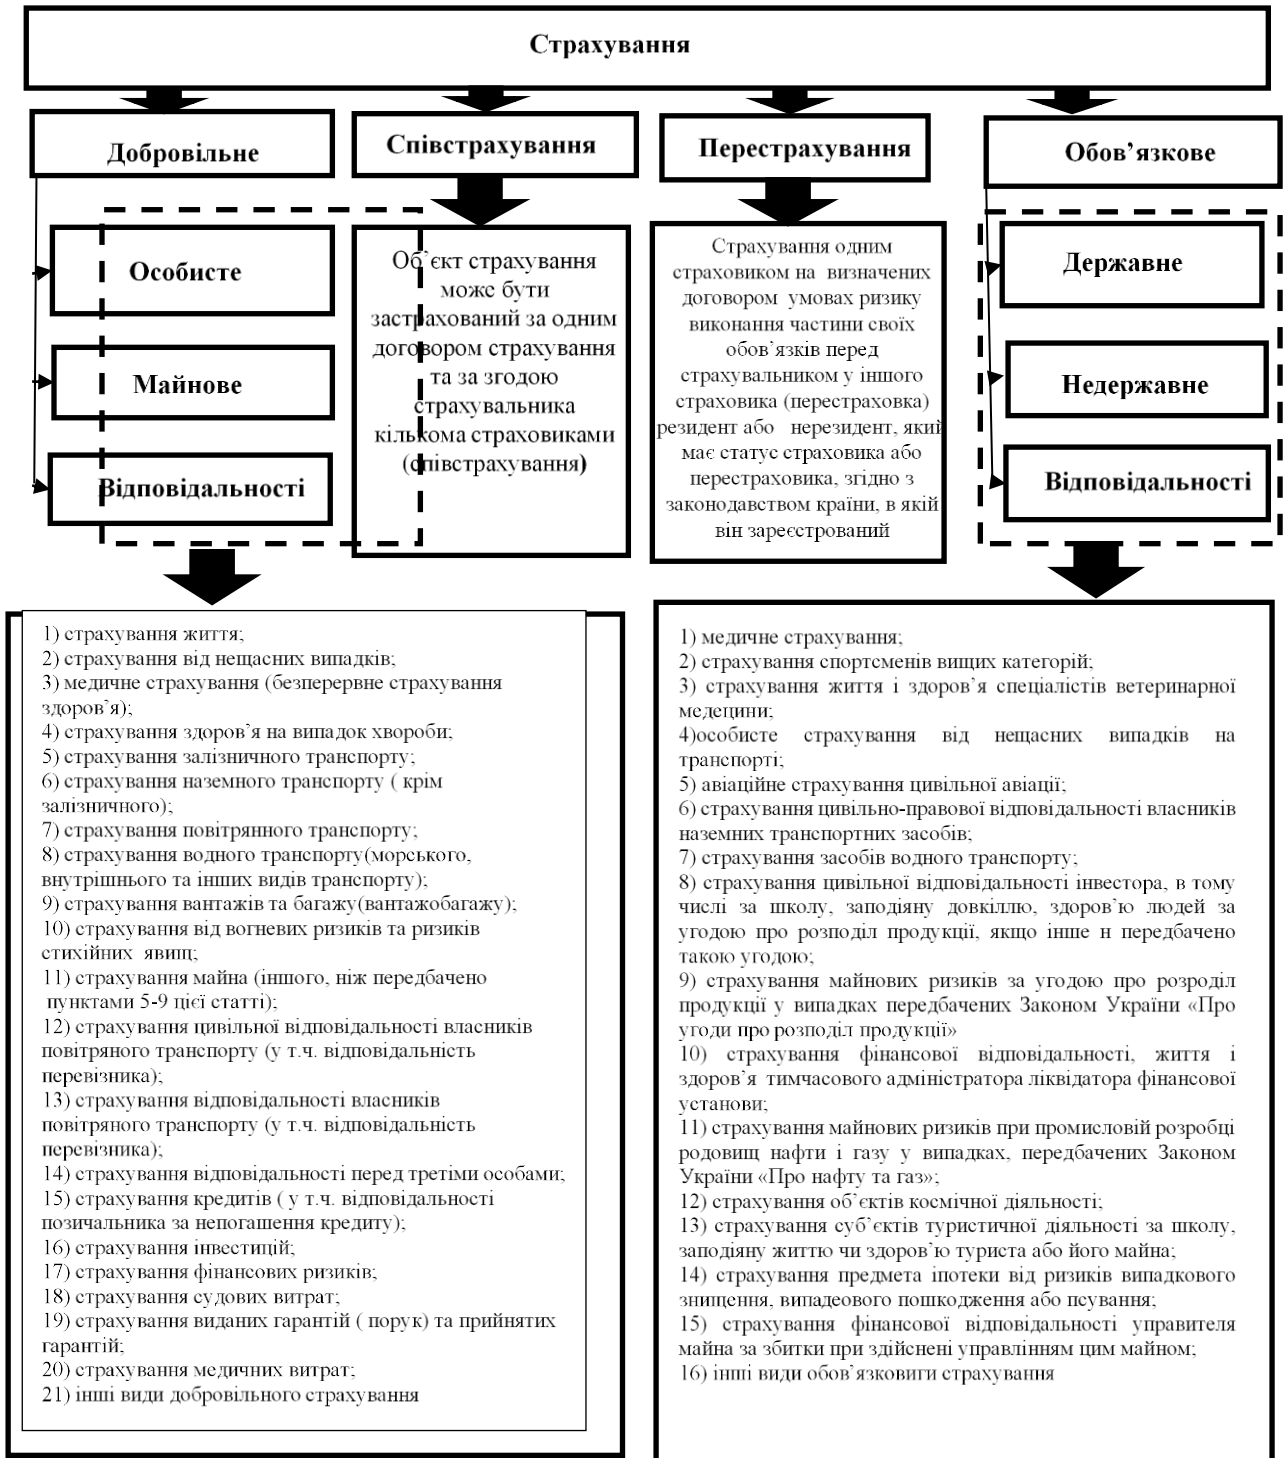 Страхування
Добровільне
Співстрахування
Перестрахування
Обов’язкове
Особисте
Майнове
Відповідальності
Об’єкт страхування
може бути
застрахований за одним
договором страхування
та за згодою
страхувальника
кількома страховиками
(співстрахування)
Страхування одним
страховиком на визначених
договором умовах ризику
виконання частини своїх
обов’язків перед
страхувальником у іншого
страховика (перестраховка)
резидент або нерезидент, який
має статус страховика або
перестраховика, згідно з
законодавством країни, в якій
він зареєстрований
Державне
Недержавне
Відповідальності
1) страхування життя;
2) страхування від нещасних випадків;
3) медичне страхування (безперервне страхування
здоров’я);
4) страхування здоров’я на випадок хвороби;
5) страхування залізничного транспорту;
6) страхування наземного транспорту ( крім
залізничного);
7) страхування повітрянного транспорту;
8) страхування водного транспорту(морського,
внутрішнього та інших видів транспорту);
9) страхування вантажів та багажу(вантажобагажу);
10) страхування від вогневих ризиків та ризиків
стихійних явищ;
11) страхування майна (іншого, ніж передбачено
пунктами 5-9 цієї статті);
12) страхування цивільної відповідальності власників
повітряного транспорту (у т.ч. відповідальність
перевізника);
13) страхування відповідальності власників
повітряного транспорту (у т.ч. відповідальність
перевізника);
14) страхування відповідальності перед третіми особами;
15) страхування кредитів ( у т.ч. відповідальності
позичальника за непогашення кредиту);
16) страхування інвестицій;
17) страхування фінансових ризиків;
18) страхування судових витрат;
19) страхування виданих гарантій ( порук) та прийнятих
гарантій;
20) страхування медичних витрат;
21) інші види добровільного страхування
1) медичне страхування;
2) страхування спортсменів вищих категорій;
3) страхування життя і здоров’я спеціалістів ветеринарної
медецини;
4)особисте страхування від нещасних випадків на
транспорті;
5) авіаційне страхування цивільної авіації;
6) страхування цивільно-правової відповідальності власників
наземних транспортних засобів;
7) страхування засобів водного транспорту;
8) страхування цивільної відповідальності інвестора, в тому
числі за школу, заподіяну довкіллю, здоров’ю людей за
угодою про розподіл продукції, якщо інше н передбачено
такою угодою;
9) страхування майнових ризиків за угодою про розроділ
продукції у випадках передбачених Законом України «Про
угоди про розподіл продукції»
10) страхування фінансової відповідальності, життя і
здоров’я тимчасового адміністратора ліквідатора фінансової
установи;
11) страхування майнових ризиків при промисловій розробці
родовищ нафти і газу у випадках, передбачених Законом
України «Про нафту та газ»;
12) страхування об’єктів космічної діяльності;
13) страхування суб’єктів туристичної діяльності за школу,
заподіяну життю чи здоров’ю туриста або його майна;
14) страхування предмета іпотеки від ризиків випадкового
знищення, випадеового пошкодження або псування;
15) страхування фінансової відповідальності управителя
майна за збитки при здійснені управлінням цим майном;
16) інші види обов’язковиги страхування